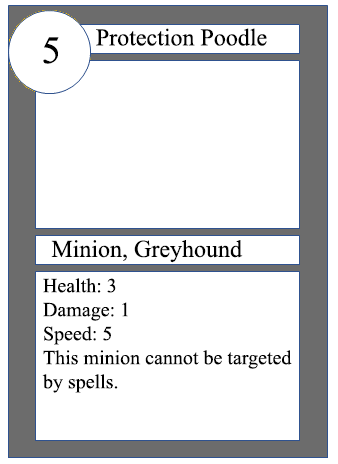 5
Protection Poodle
Minion, Greyhound
Health: 3
Damage: 1
Speed: 5
This minion cannot be targeted
by spells.